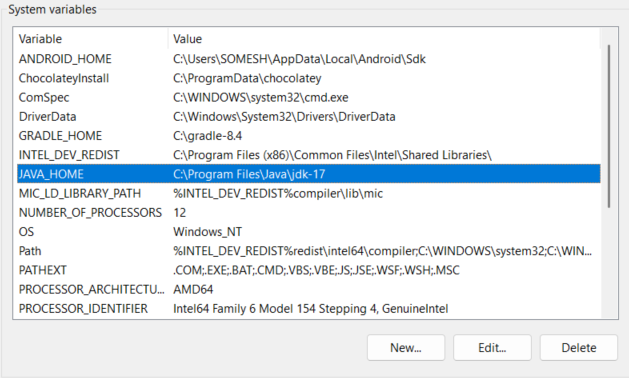 System variables
Variable Value
ANDROID_HOME C:\Users\SOMESH\AppData\Local\Android\Sdk
ChocolateyInstall C:\ProgramData\chocolatey
ComSpec C:\WINDOWS\system32\cmd.exe
DriverData C:\Windows\System32\Drivers\DriverData
GRADLE_HOME C:\gradle-8.4
INTEL_DEV_REDIST C:\Program Files (x86)\Common Files\Intel\Shared Libraries\
JAVA_HOME C:\Program Files\Java\jdk-17
MIC_LD_LIBRARY_PATH %INTEL_DEV_REDIST%compiler\lib\mic
NUMBER_OF_PROCESSORS 12
OS Windows_NT
Path %INTEL_DEV_REDIST%redist\intel64\compiler;C:\WINDOWS\system32;C:\WIN...
PATHEXT .COM;.EXE;.BAT;.CMD;.VBS;.VBE;.JS;.JSE;.WSF;.WSH;.MSC
PROCESSOR_ARCHITECTU... AMD64
PROCESSOR_IDENTIFIER Intel64 Family 6 Model 154 Stepping 4, GenuineIntel
New... Edit... Delete